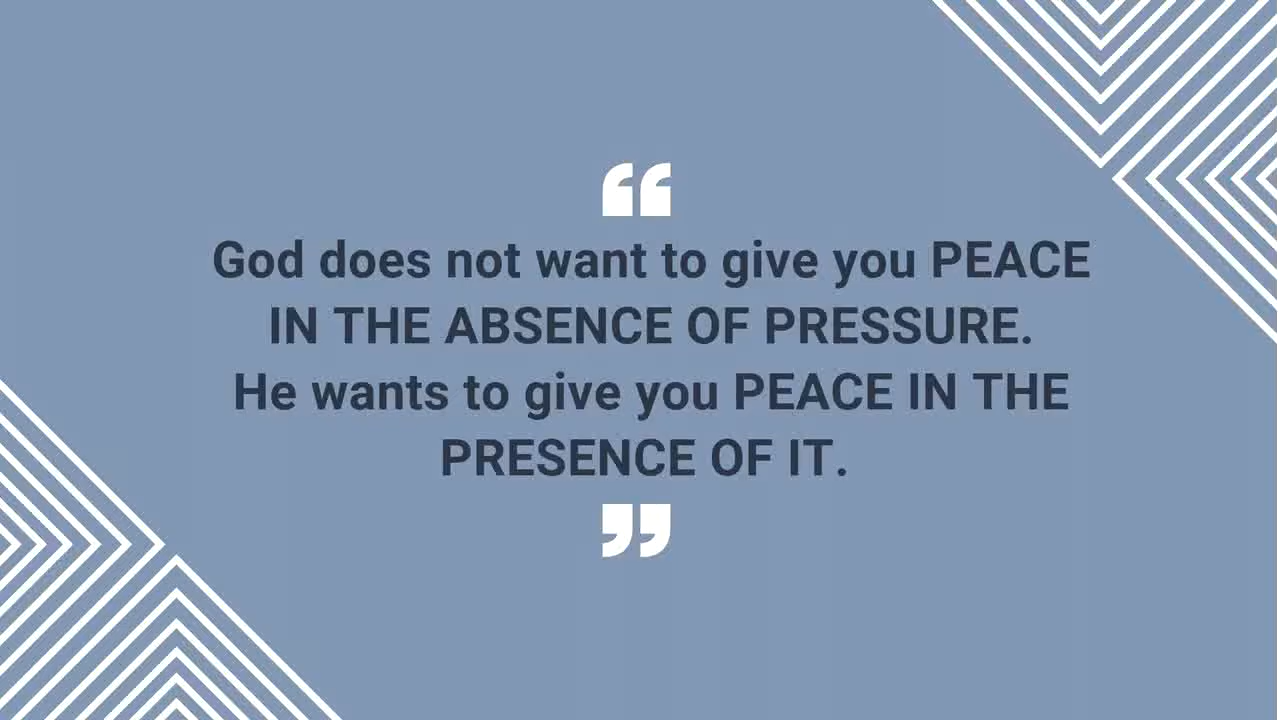 “
God does not want to give you PEACE
IN THE ABSENCE OF PRESSURE.
He wants to give you PEACE IN THE
PRESENCE OF IT.
”